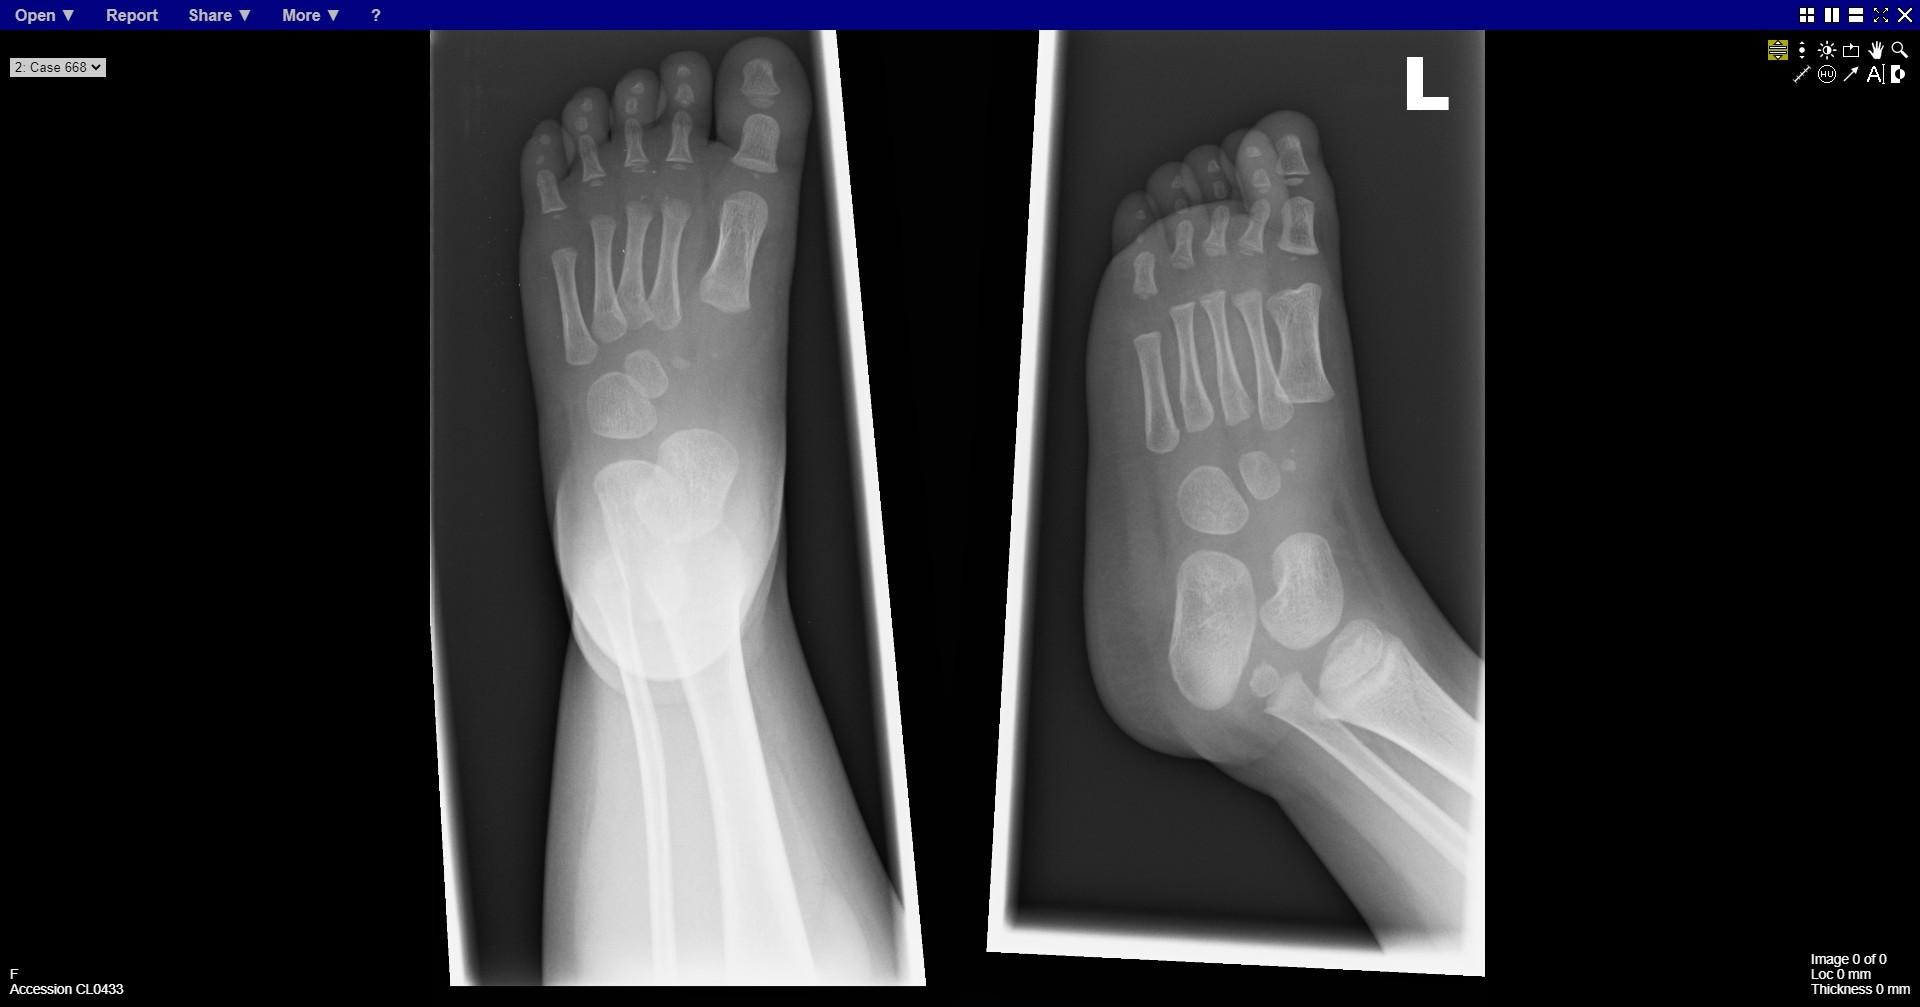 Open ▼ Report Share ▼ More ▼ ?
2: Case 668
HU A
L
F
Accession CL0433
Image 0 of 0
Loc 0 mm
Thickness 0 mm